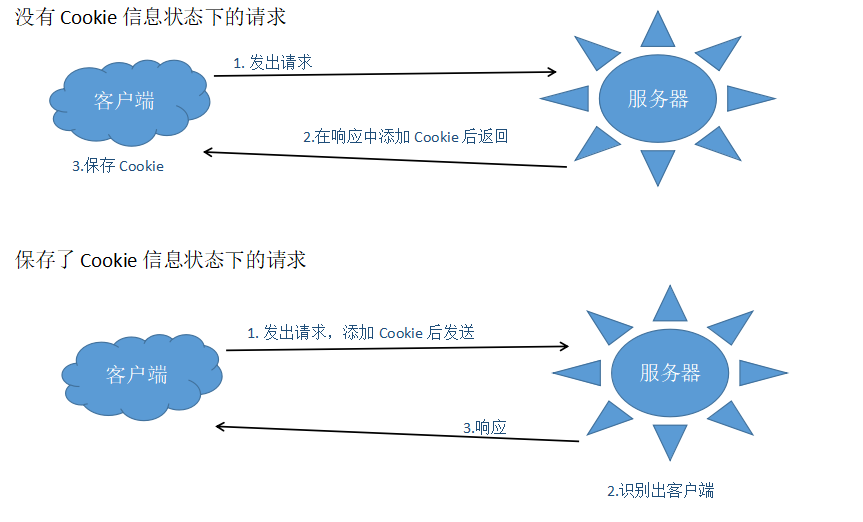 没有 Cookie 信息状态下的请求
1. 发出请求
客户端
服务器
2.在响应中添加 Cookie 后返回
3.保存 Cookie
保存了 Cookie 信息状态下的请求
1. 发出请求，添加 Cookie 后发送
客户端
服务器
3.响应
2.识别出客户端